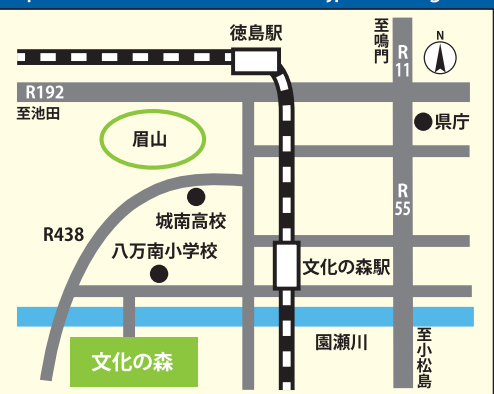 徳島駅
至鳴門
R
11
N
R192
至池田
県庁
眉山
R
55
城南高校
R438
八万南小学校
文化の森駅
園瀬川
至小松島
文化の森